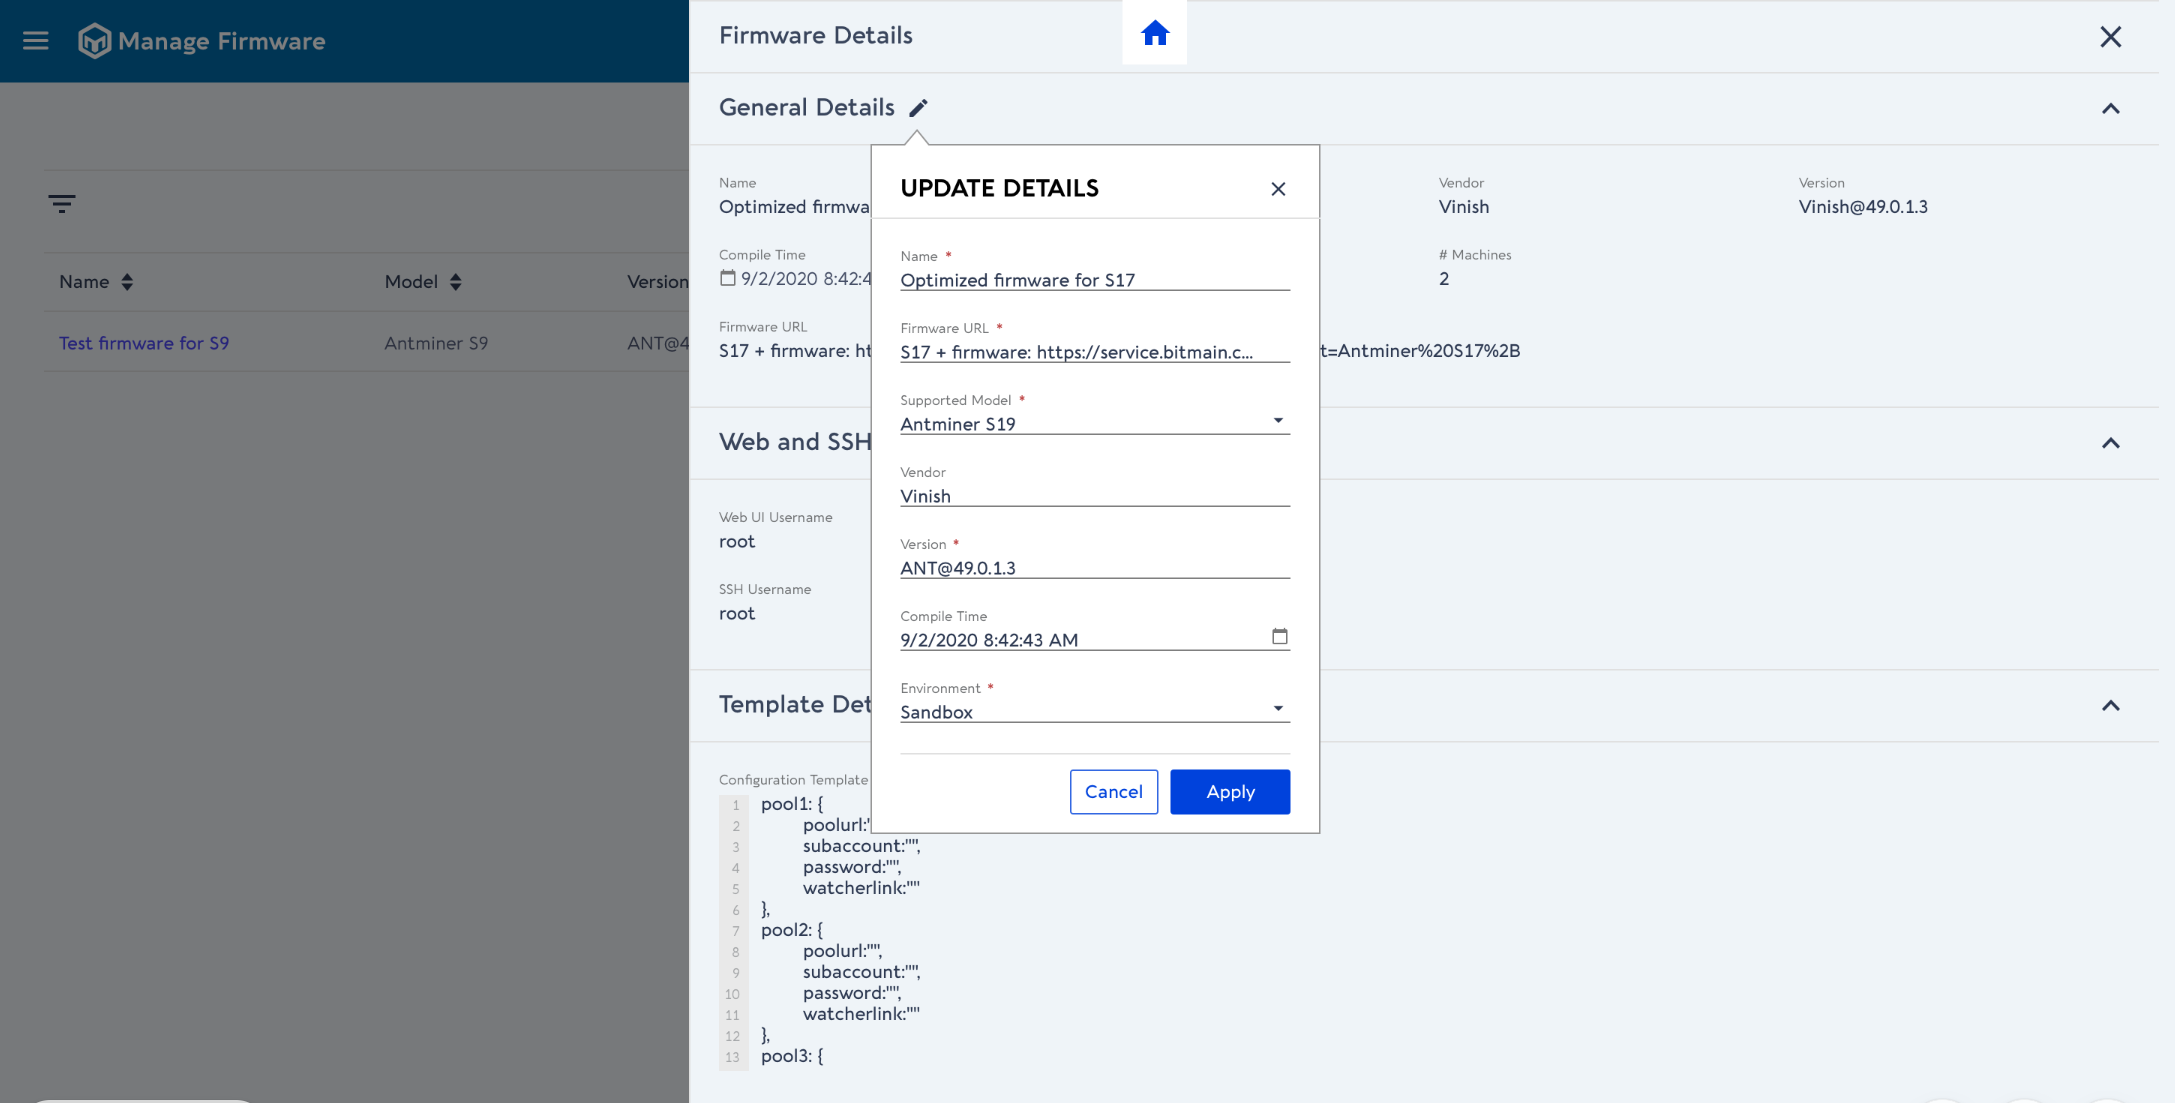 Manage Firmware
Name Model Version
Test firmware for S9 Antminer S9 ANT@4
Firmware Details
General Details
Name
Optimized firmwa
Vendor
Vinish
Version
Vinish@49.0.1.3
Compile Time
9/2/2020 8:42:4
# Machines
2
Firmware URL
S17 + firmware: ht
t=Antminer%20S17%2B
UPDATE DETAILS
Name *
Optimized firmware for S17
Firmware URL *
S17 + firmware: https://service.bitmain.c...
Supported Model *
Antminer S19
Vendor
Vinish
Version *
ANT@49.0.1.3
Compile Time
9/2/2020 8:42:43 AM
Environment *
Sandbox
Cancel Apply
Web and SSH
Web UI Username
root
SSH Username
root
Template Det
Configuration Template
1 pool1: {
2 poolurl:"
3 subaccount:"",
4 password:"",
5 watcherlink:""
6 },
7 pool2: {
8 poolurl:"",
9 subaccount:"",
10 password:"",
11 watcherlink:""
12 },
13 pool3: {